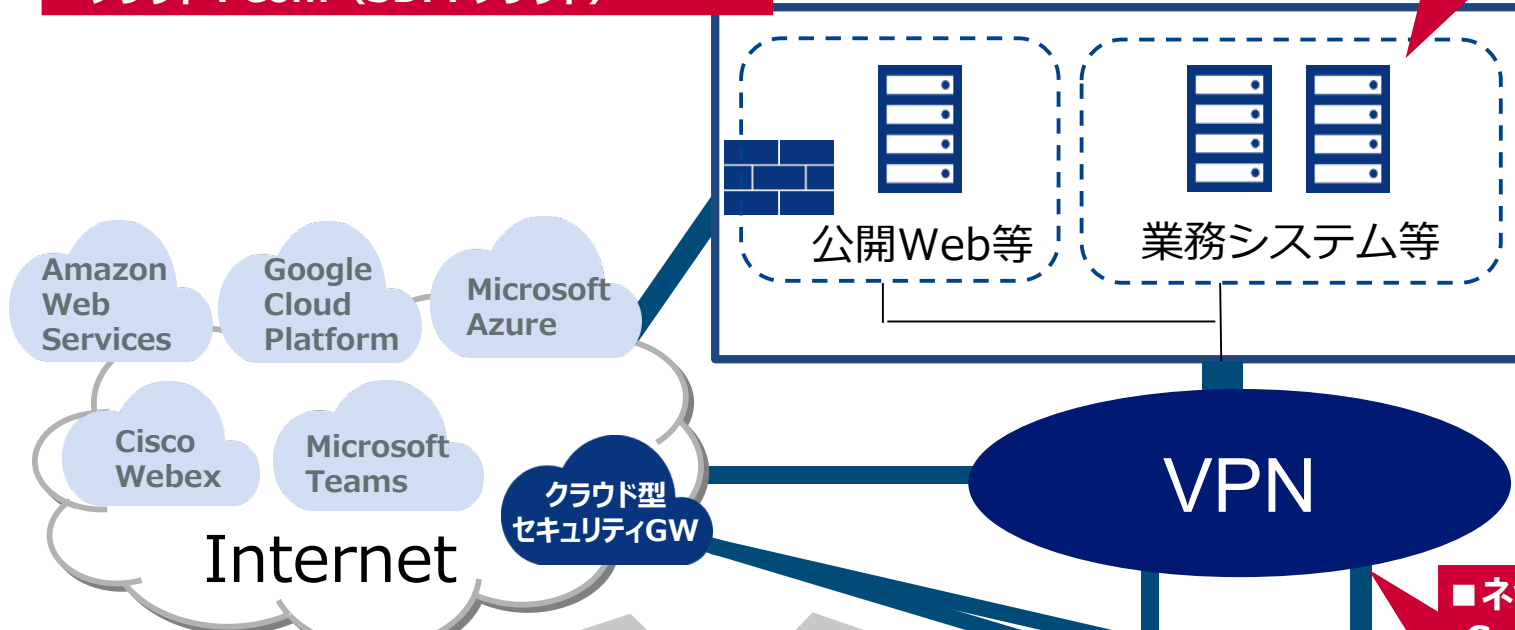 公開Web等
業務システム等
Amazon
Web
Services
Google
Cloud
Platform
Microsoft
Azure
Cisco
Webex
Microsoft
Teams
クラウド型
セキュリティGW
Internet
VPN
■ネ